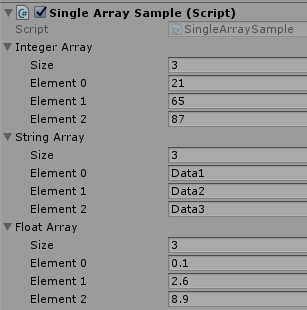 Single Array Sample (Script)
Script SingleArraySample
Integer Array
Size 3
Element 0 21
Element 1 65
Element 2 87
String Array
Size 3
Element 0 Data1
Element 1 Data2
Element 2 Data3
Float Array
Size 3
Element 0 0.1
Element 1 2.6
Element 2 8.9